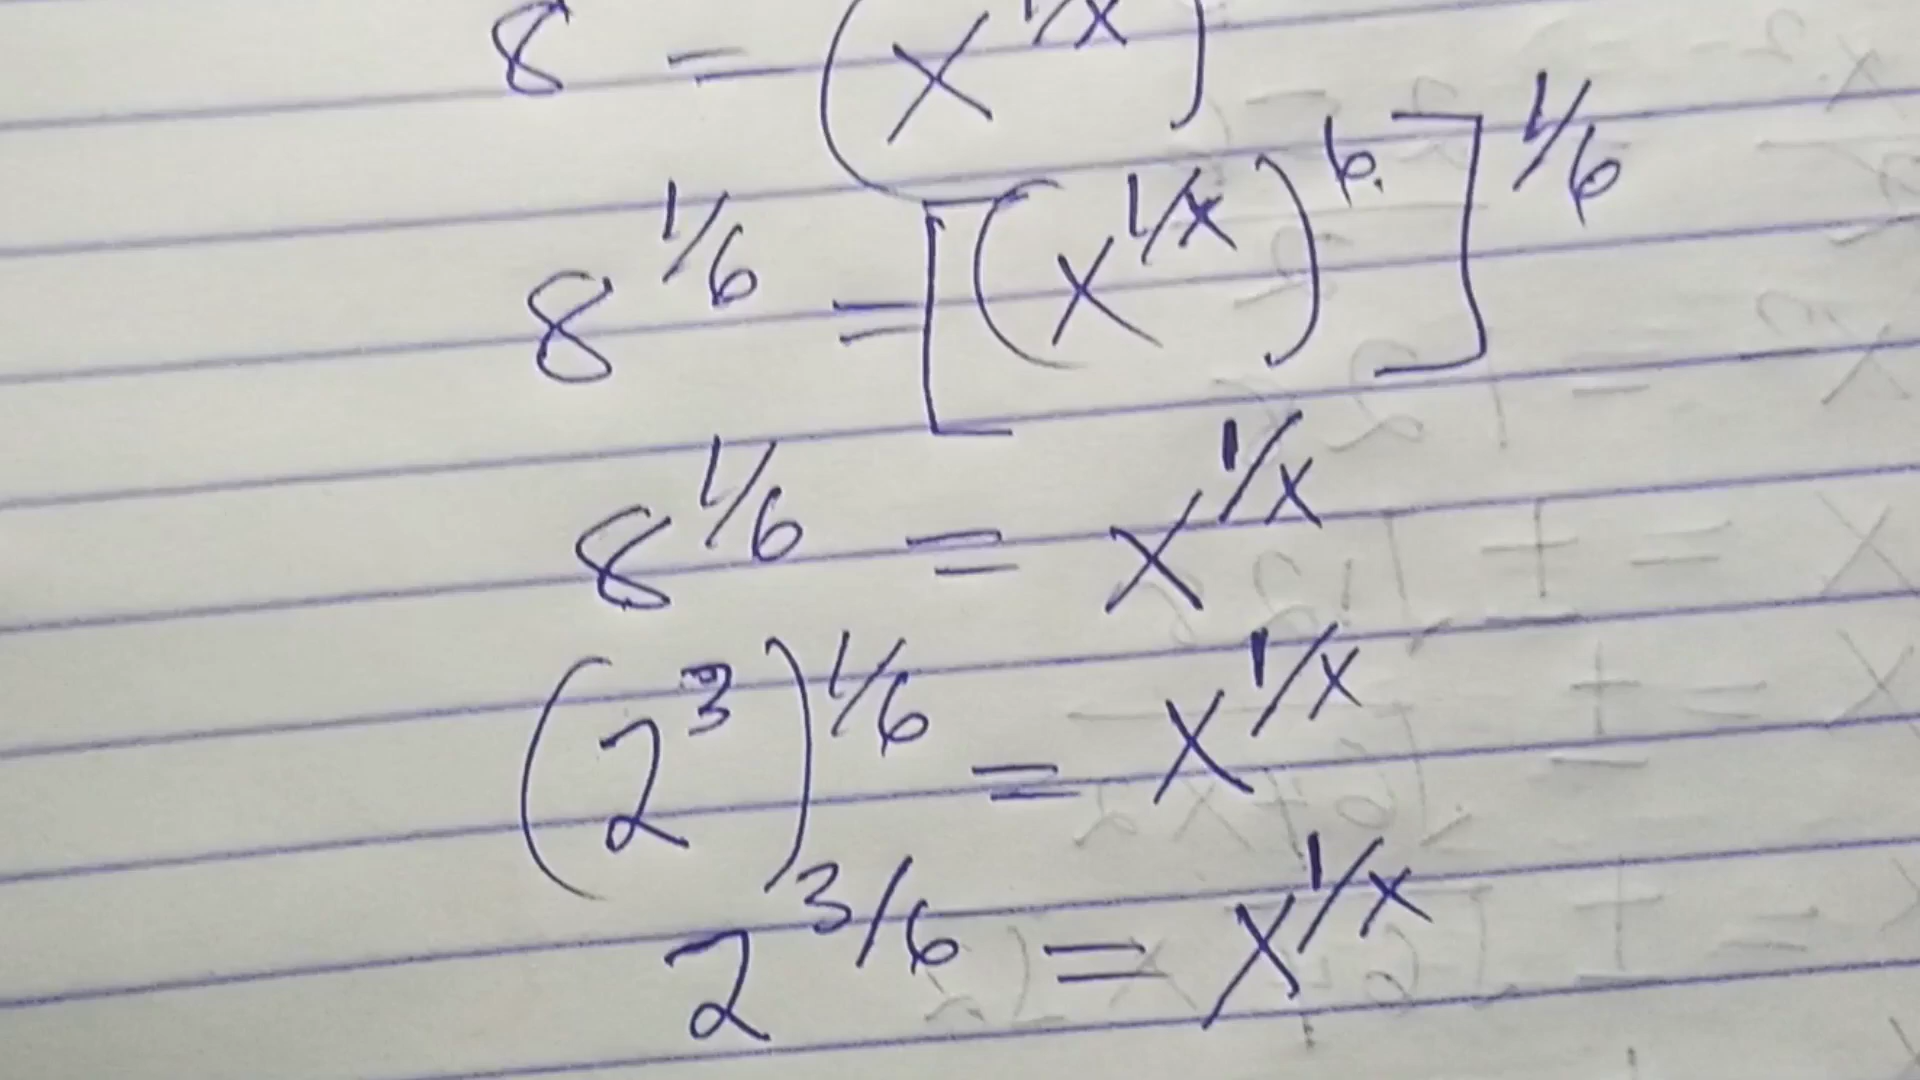 8 = (x^{1/x})
8^{1/6} = [(x^{1/x})^{6}]^{1/6}
8^{1/6} = x^{1/x}
(2^{3})^{1/6} = x^{1/x}
2^{3/6} = x^{1/x}